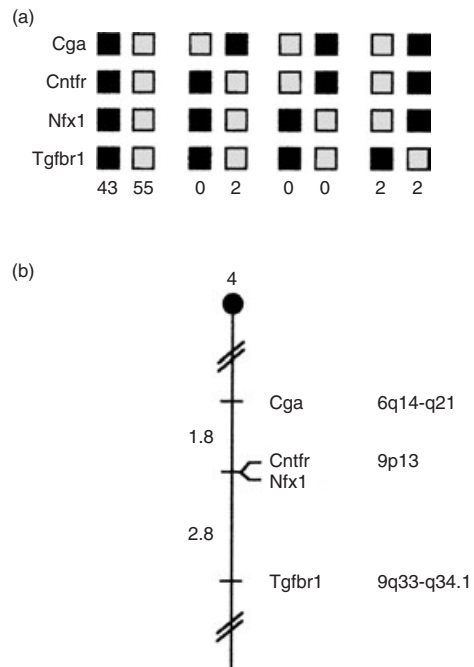 (a)
Cga
Cntfr
Nfx1
Tgfbr1
43 55 0 2 0 0 2 2
(b)
4
Cga 6q14-q21
1.8
Cntfr 9p13
Nfx1
2.8
Tgfbr1 9q33-q34.1